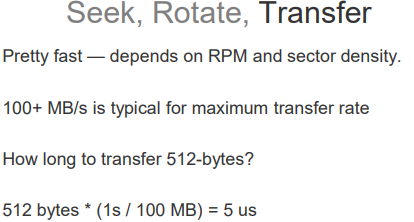 Seek, Rotate, Transfer
Pretty fast — depends on RPM and sector density.
100+ MB/s is typical for maximum transfer rate
How long to transfer 512-bytes?
512 bytes * (1s / 100 MB) = 5 us